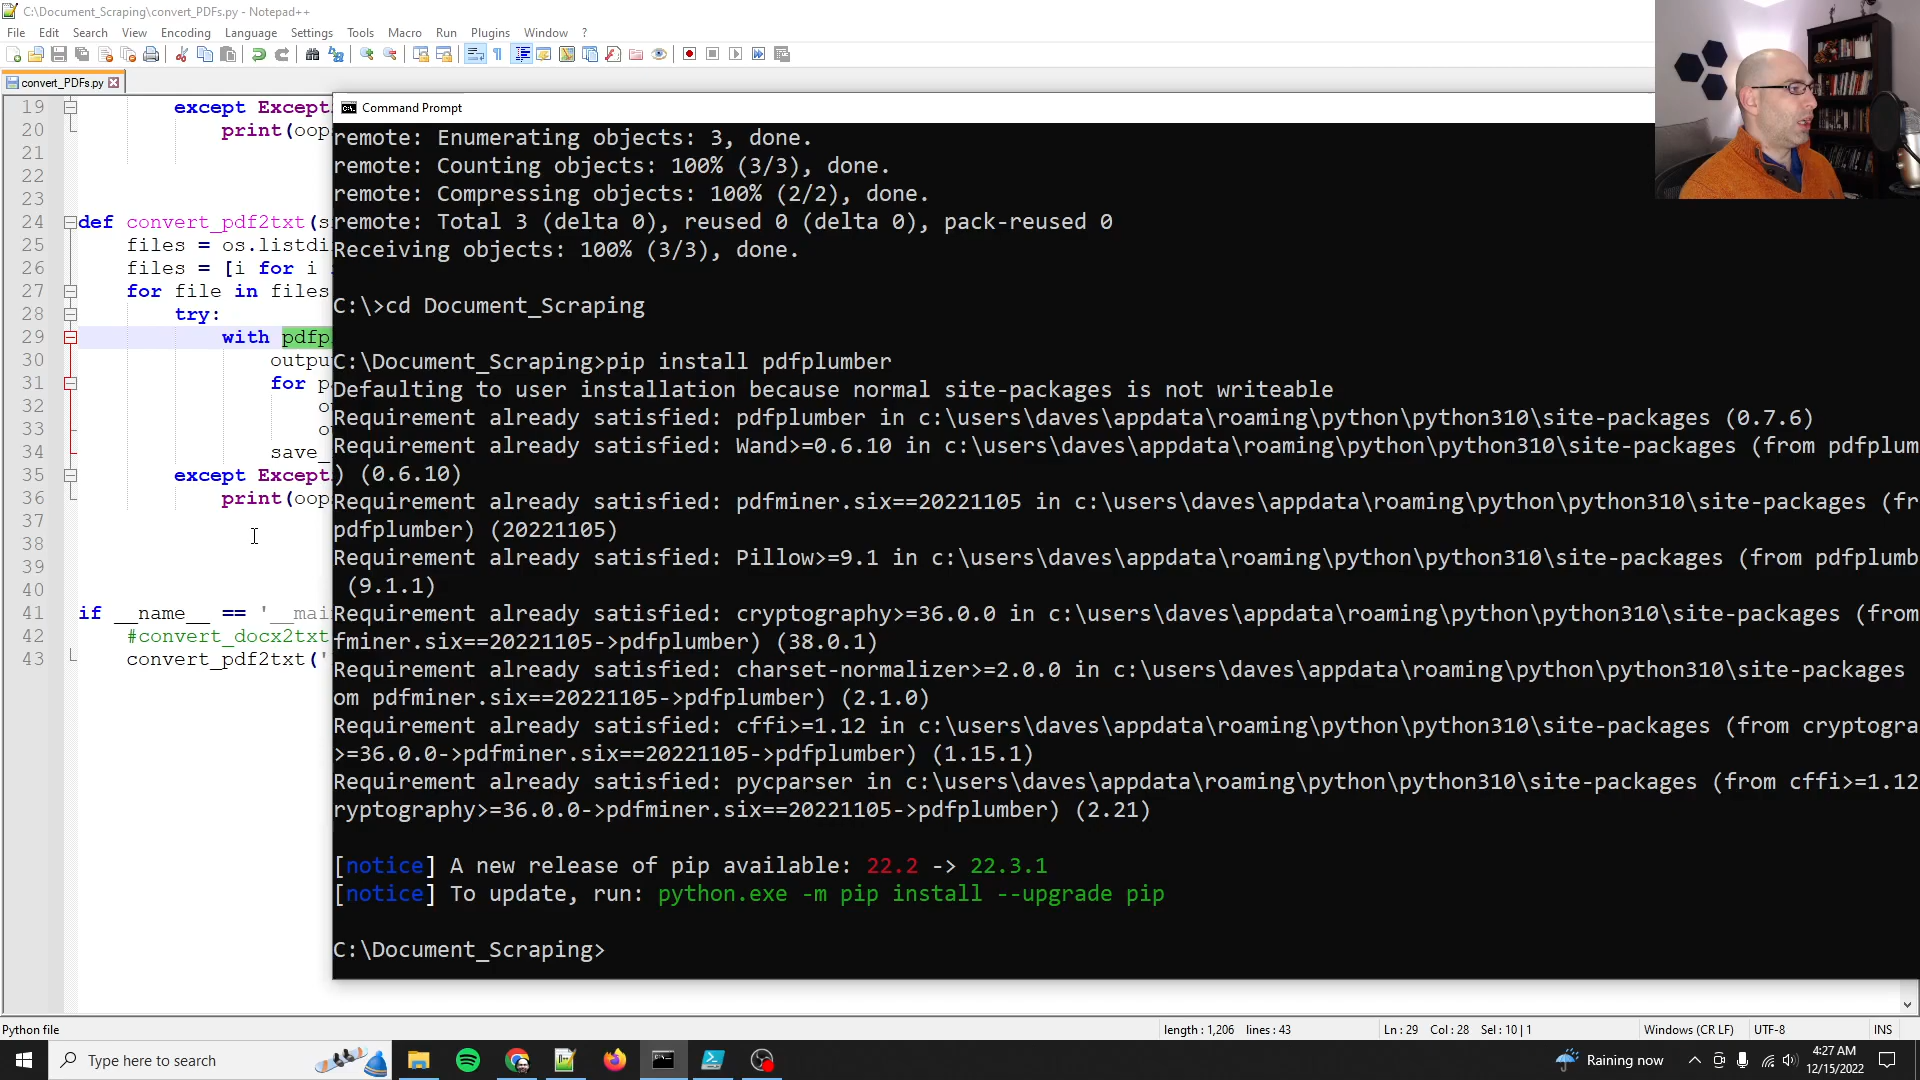 C:\Document_Scraping\convert_PDFs.py - Notepad++
File Edit Search View Encoding Language Settings Tools Macro Run Plugins Window ?
convert_PDFs.py
Command Prompt
19 except Excepti
20 print(oop
21
22
23
24 def convert_pdf2txt(s
25 files = os.listdi
26 files = [i for i
27 for file in files
28 try:
29 with pdfp
30 outpu
31 for p
32 ou
33 ou
34 save_
35 except Excepti
36 print(oop
37
38
39
40
41 if __name__ == '__mai
42 #convert_docx2txt
43 convert_pdf2txt('
remote: Enumerating objects: 3, done.
remote: Counting objects: 100% (3/3), done.
remote: Compressing objects: 100% (2/2), done.
remote: Total 3 (delta 0), reused 0 (delta 0), pack-reused 0
Receiving objects: 100% (3/3), done.
C:\>cd Document_Scraping
C:\Document_Scraping>pip install pdfplumber
Defaulting to user installation because normal site-packages is not writeable
Requirement already satisfied: pdfplumber in c:\users\daves\appdata\roaming\python\python310\site-packages (0.7.6)
Requirement already satisfied: Wand>=0.6.10 in c:\users\daves\appdata\roaming\python\python310\site-packages (from pdfplum
) (0.6.10)
Requirement already satisfied: pdfminer.six==20221105 in c:\users\daves\appdata\roaming\python\python310\site-packages (fr
pdfplumber) (20221105)
Requirement already satisfied: Pillow>=9.1 in c:\users\daves\appdata\roaming\python\python310\site-packages (from pdfplumb
(9.1.1)
Requirement already satisfied: cryptography>=36.0.0 in c:\users\daves\appdata\roaming\python\python310\site-packages (from
fminer.six==20221105->pdfplumber) (38.0.1)
Requirement already satisfied: charset-normalizer>=2.0.0 in c:\users\daves\appdata\roaming\python\python310\site-packages
om pdfminer.six==20221105->pdfplumber) (2.1.0)
Requirement already satisfied: cffi>=1.12 in c:\users\daves\appdata\roaming\python\python310\site-packages (from cryptogra
>=36.0.0->pdfminer.six==20221105->pdfplumber) (1.15.1)
Requirement already satisfied: pycparser in c:\users\daves\appdata\roaming\python\python310\site-packages (from cffi>=1.12
ryptography>=36.0.0->pdfminer.six==20221105->pdfplumber) (2.21)
[notice] A new release of pip available: 22.2 -> 22.3.1
[notice] To update, run: python.exe -m pip install --upgrade pip
C:\Document_Scraping>
Python file length : 1,206 lines : 43 Ln : 29 Col : 28 Sel : 10 | 1 Windows (CR LF) UTF-8 INS
Type here to search
Raining now
4:27 AM
12/15/2022